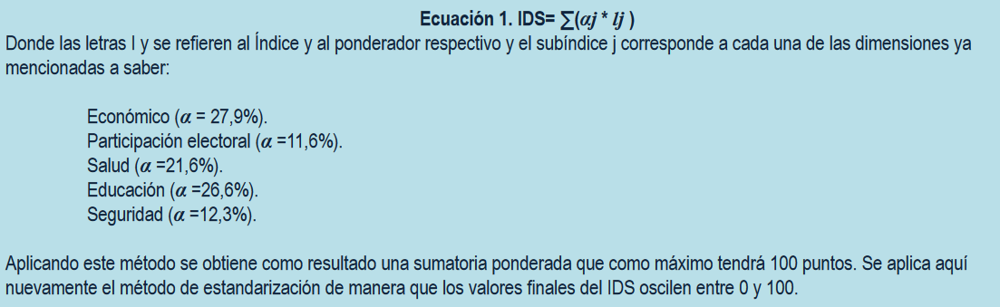 Ecuación 1. IDS= ∑(αj * Ij )
Donde las letras I y se refieren al Índice y al ponderador respectivo y el subíndice j corresponde a cada una de las dimensiones ya
mencionadas a saber:
Económico (α = 27,9%).
Participación electoral (α =11,6%).
Salud (α =21,6%).
Educación (α =26,6%).
Seguridad (α =12,3%).
Aplicando este método se obtiene como resultado una sumatoria ponderada que como máximo tendrá 100 puntos. Se aplica aquí
nuevamente el método de estandarización de manera que los valores finales del IDS oscilen entre 0 y 100.